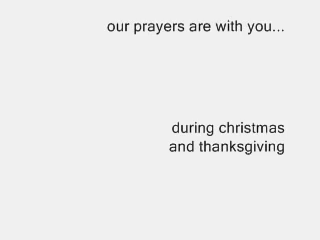 our prayers are with you...
during christmas
and thanksgiving